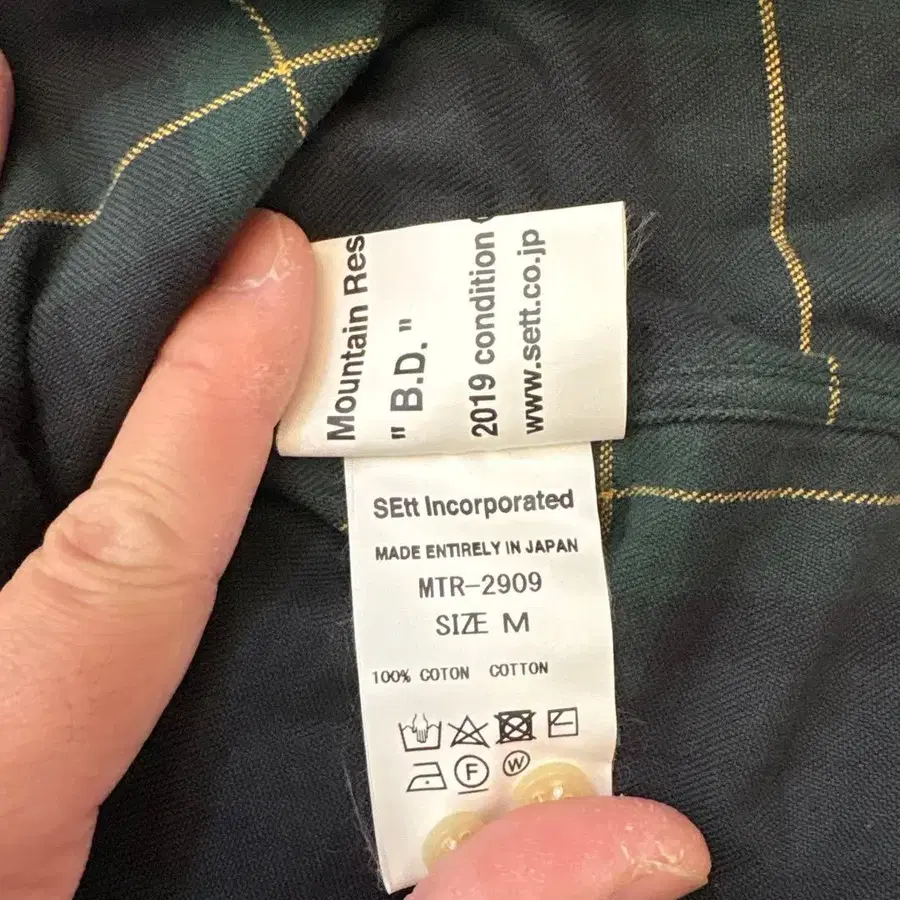 Mountain Res
" B.D. "
2019 condition
www.sett.co.jp
SEtt Incorporated
MADE ENTIRELY IN JAPAN
MTR-2909
SIZE M
100% COTON COTTON
F
W